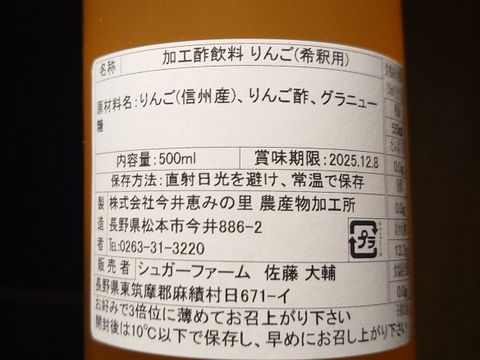 名称 加工酢飲料 りんご(希釈用)
原材料名:りんご(信州産)、りんご酢、グラニュー
糖
内容量:500ml 賞味期限:2025.12.8
保存方法:直射日光を避け、常温で保存
製造者 株式会社今井恵みの里 農産物加工所
長野県松本市今井886-2
Tel.0263-31-3220
プラ
販売者 シュガーファーム 佐藤 大輔
長野県東筑摩郡麻績村日671-イ
お好みで3倍位に薄めてお召し上がり下さい
開封後は10℃以下で保存し、早めにお召し上がり下さい